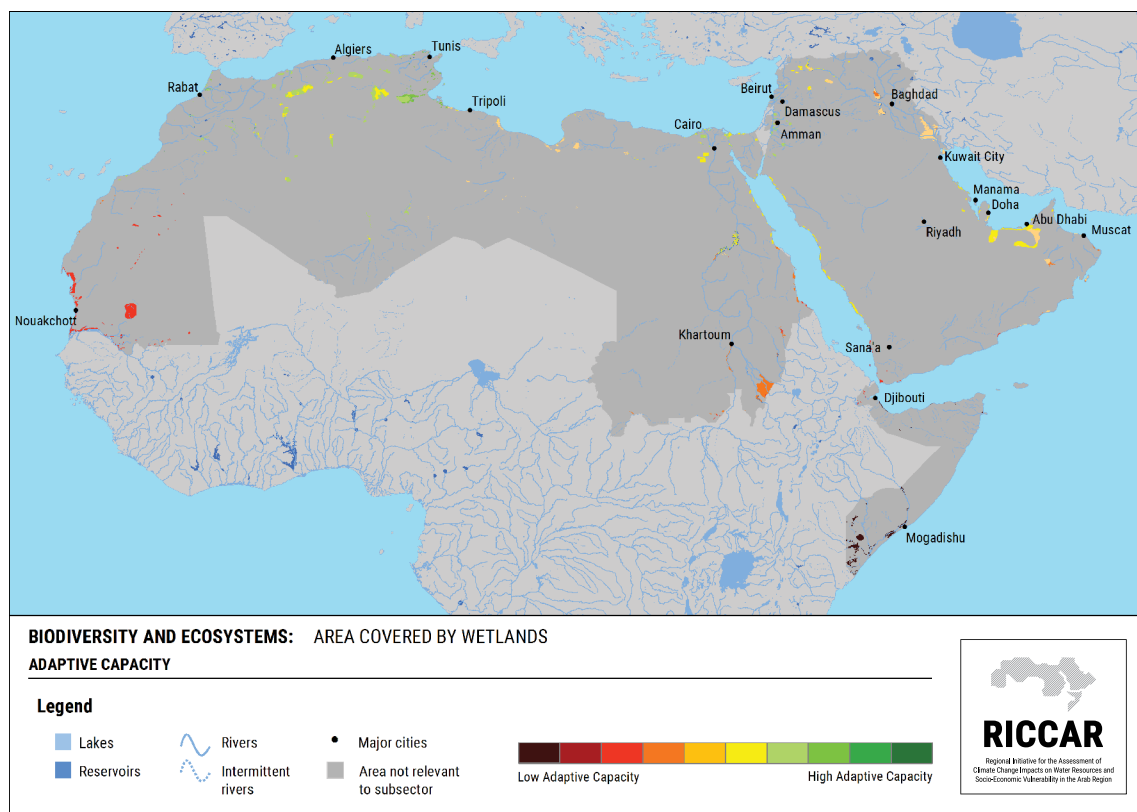 Algiers
Tunis
Rabat
Tripoli
Beirut
Baghdad
Damascus
Cairo
Amman
Kuwait City
Manama
Doha
Abu Dhabi
Riyadh
Muscat
Nouakchott
Khartoum
Sana'a
Djibouti
Mogadishu
BIODIVERSITY AND ECOSYSTEMS: AREA COVERED BY WETLANDS
ADAPTIVE CAPACITY
Legend
Lakes
Rivers
Major cities
Reservoirs
Intermittent
rivers
Area not relevant
to subsector
Low Adaptive Capacity
High Adaptive Capacity
RICCAR
Regional Initiative for the Assessment of
Climate Change Impacts on Water Resources and
Socio-Economic Vulnerability in the Arab Region